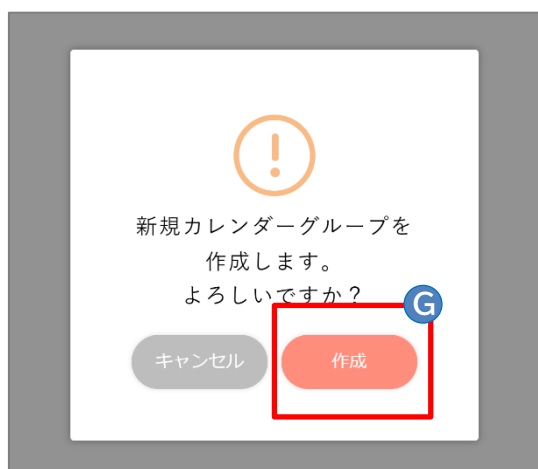 新規カレンダーグループを
作成します。
よろしいですか？
G
キャンセル
作成